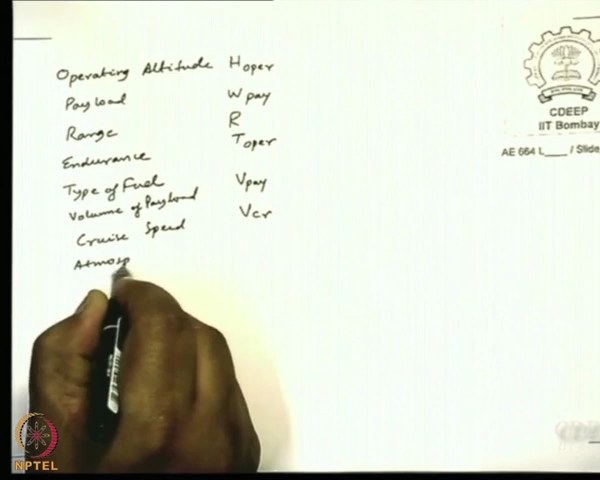 Operating Altitude Hoper
Payload Wpay
Range R
Endurance Toper
Type of Fuel
Volume of Payload Vpay
Cruise Speed Vcr
Atmosp
CDEEP
IIT Bombay
AE 664 L___ / Slide
NPTEL